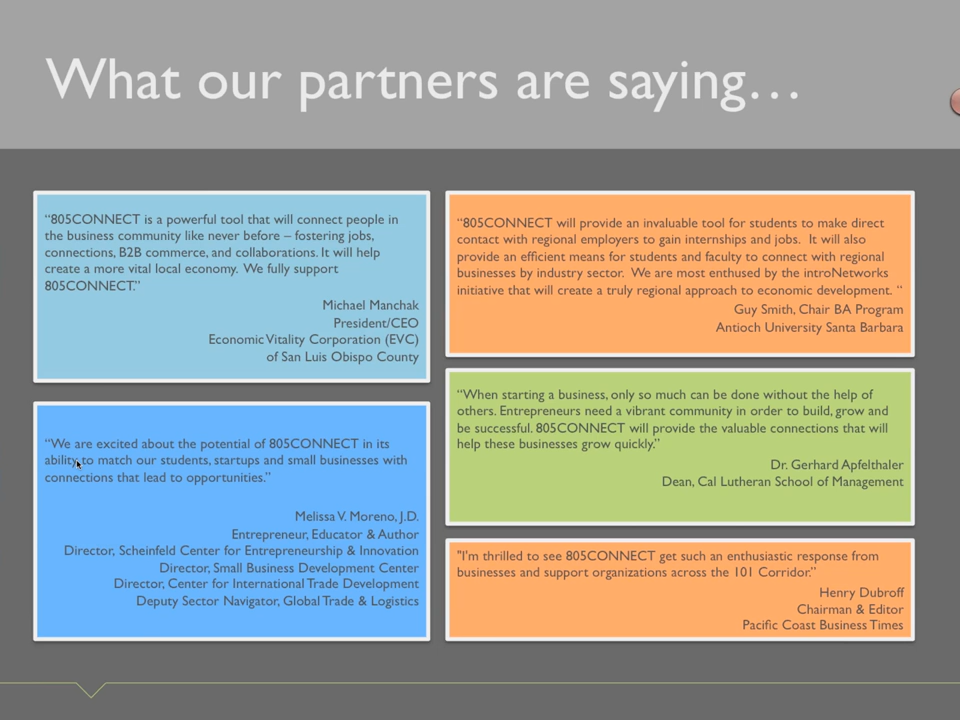 What our partners are saying…
“805CONNECT is a powerful tool that will connect people in
the business community like never before – fostering jobs,
connections, B2B commerce, and collaborations. It will help
create a more vital local economy. We fully support
805CONNECT.”
Michael Manchak
President/CEO
Economic Vitality Corporation (EVC)
of San Luis Obispo County
“We are excited about the potential of 805CONNECT in its
ability to match our students, startups and small businesses with
connections that lead to opportunities.”
Melissa V. Moreno, J.D.
Entrepreneur, Educator & Author
Director, Scheinfeld Center for Entrepreneurship & Innovation
Director, Small Business Development Center
Director, Center for International Trade Development
Deputy Sector Navigator, Global Trade & Logistics
“805CONNECT will provide an invaluable tool for students to make direct
contact with regional employers to gain internships and jobs. It will also
provide an efficient means for students and faculty to connect with regional
businesses by industry sector. We are most enthused by the introNetworks
initiative that will create a truly regional approach to economic development. “
Guy Smith, Chair BA Program
Antioch University Santa Barbara
“When starting a business, only so much can be done without the help of
others. Entrepreneurs need a vibrant community in order to build, grow and
be successful. 805CONNECT will provide the valuable connections that will
help these businesses grow quickly.”
Dr. Gerhard Apfelthaler
Dean, Cal Lutheran School of Management
"I'm thrilled to see 805CONNECT get such an enthusiastic response from
businesses and support organizations across the 101 Corridor.”
Henry Dubroff
Chairman & Editor
Pacific Coast Business Times